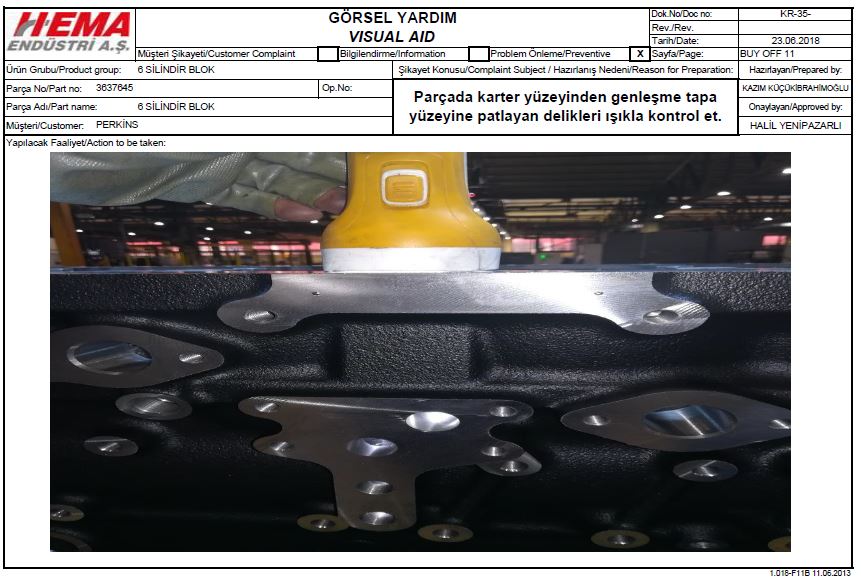 HEMA
ENDÜSTRİ A.Ş.
GÖRSEL YARDIM
VISUAL AID
Dok.No/Doc no: KR-35-
Rev./Rev.
Tarih/Date: 23.06.2018
Müşteri Şikayeti/Customer Complaint Bilgilendirme/Information Problem Önleme/Preventive X Sayfa/Page: BUY OFF 11
Ürün Grubu/Product group: 6 SİLİNDİR BLOK Şikayet Konusu/Complaint Subject / Hazırlanış Nedeni/Reason for Preparation: Hazırlayan/Prepared by:
Parça No/Part no: 3637645 Op.No: KAZIM KÜÇÜKİBRAHİMOĞLU
Parçada karter yüzeyinden genleşme tapa
yüzeyine patlayan delikleri ışıkla kontrol et.
Parça Adı/Part name: 6 SİLİNDİR BLOK Onaylayan/Approved by:
Müşteri/Customer: PERKİNS HALİL YENİPAZARLI
Yapılacak Faaliyet/Action to be taken:
1.018-F11B 11.06.2013